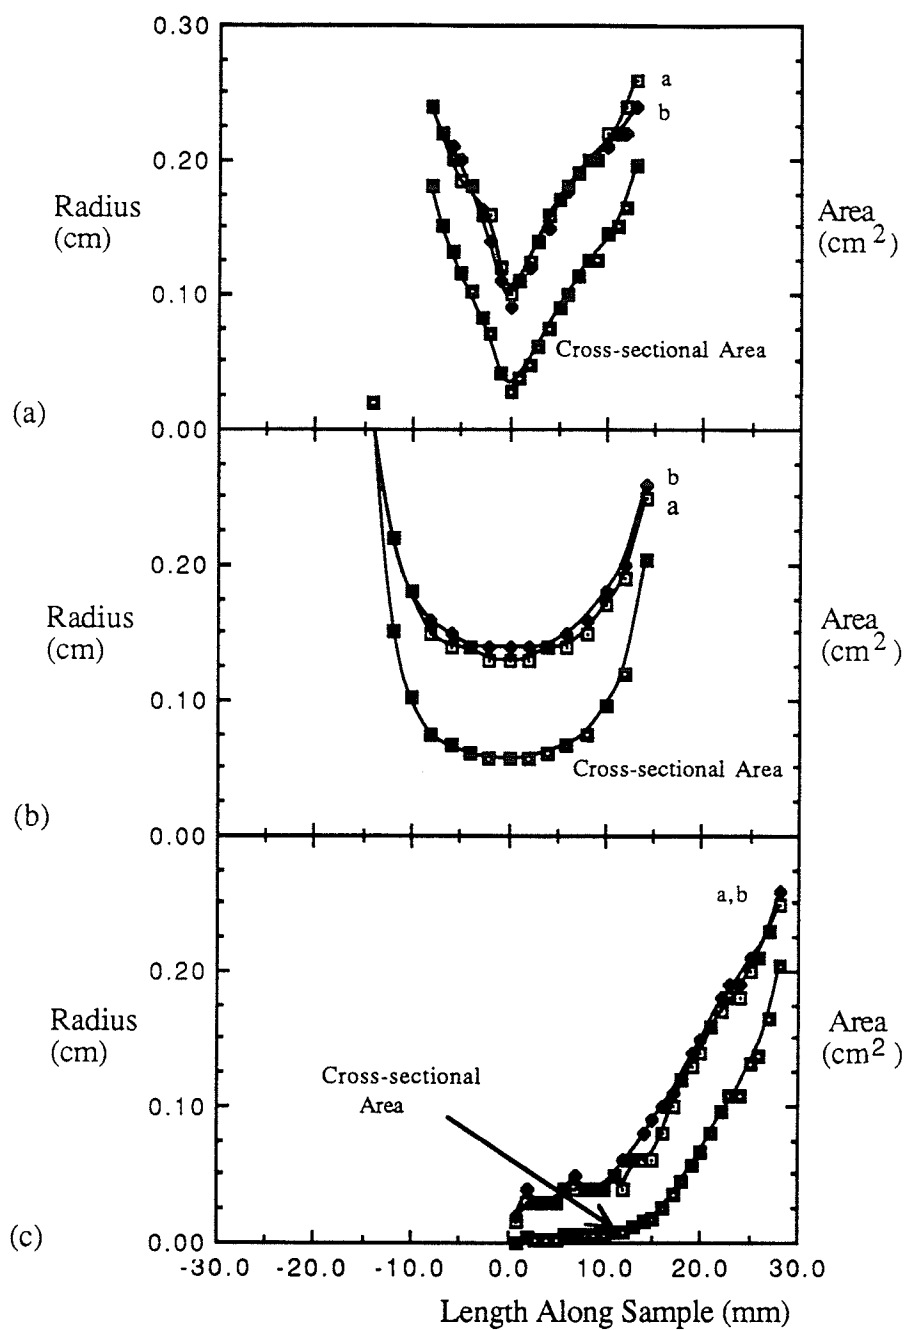 0.30
a
b
0.20
Radius
(cm)
Area
(cm2)
0.10
Cross-sectional Area
(a)
0.00
b
a
0.20
Radius
(cm)
Area
(cm2)
0.10
Cross-sectional Area
(b)
0.00
a,b
0.20
Radius
(cm)
Area
(cm2)
Cross-sectional
Area
0.10
(c)
0.00
-30.0 -20.0 -10.0 0.0 10.0 20.0 30.0
Length Along Sample (mm)